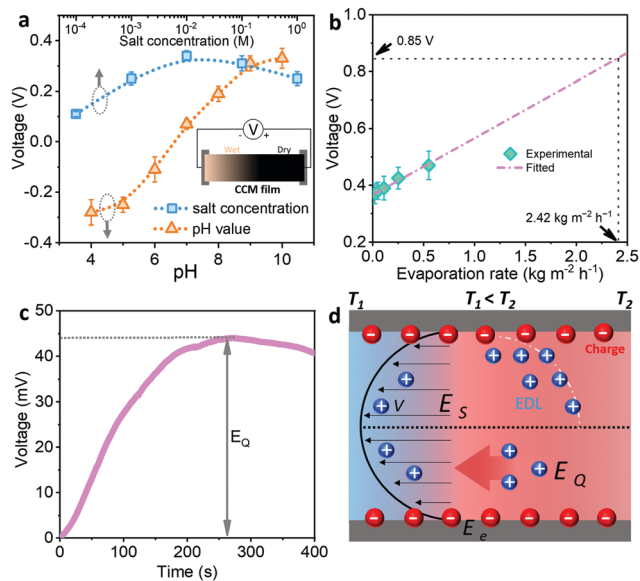 a
10⁻⁴ 10⁻³ 10⁻² 10⁻¹ 10⁰
Salt concentration (M)
0.4
0.2
0.0
-0.2
-0.4
Voltage (V)
- V +
Wet Dry
CCM film
salt concentration
pH value
4 6 8 10
pH
b
1.0
0.8
0.6
0.4
0.2
Voltage (V)
0.85 V
Experimental
Fitted
2.42 kg m⁻² h⁻¹
0.0 0.5 1.0 1.5 2.0 2.5
Evaporation rate (kg m⁻² h⁻¹)
c
50
40
30
20
10
0
Voltage (mV)
E_Q
0 100 200 300 400
Time (s)
T₁ T₁ < T₂ T₂
d
Charge
V
E_S
EDL
E_Q
E_e